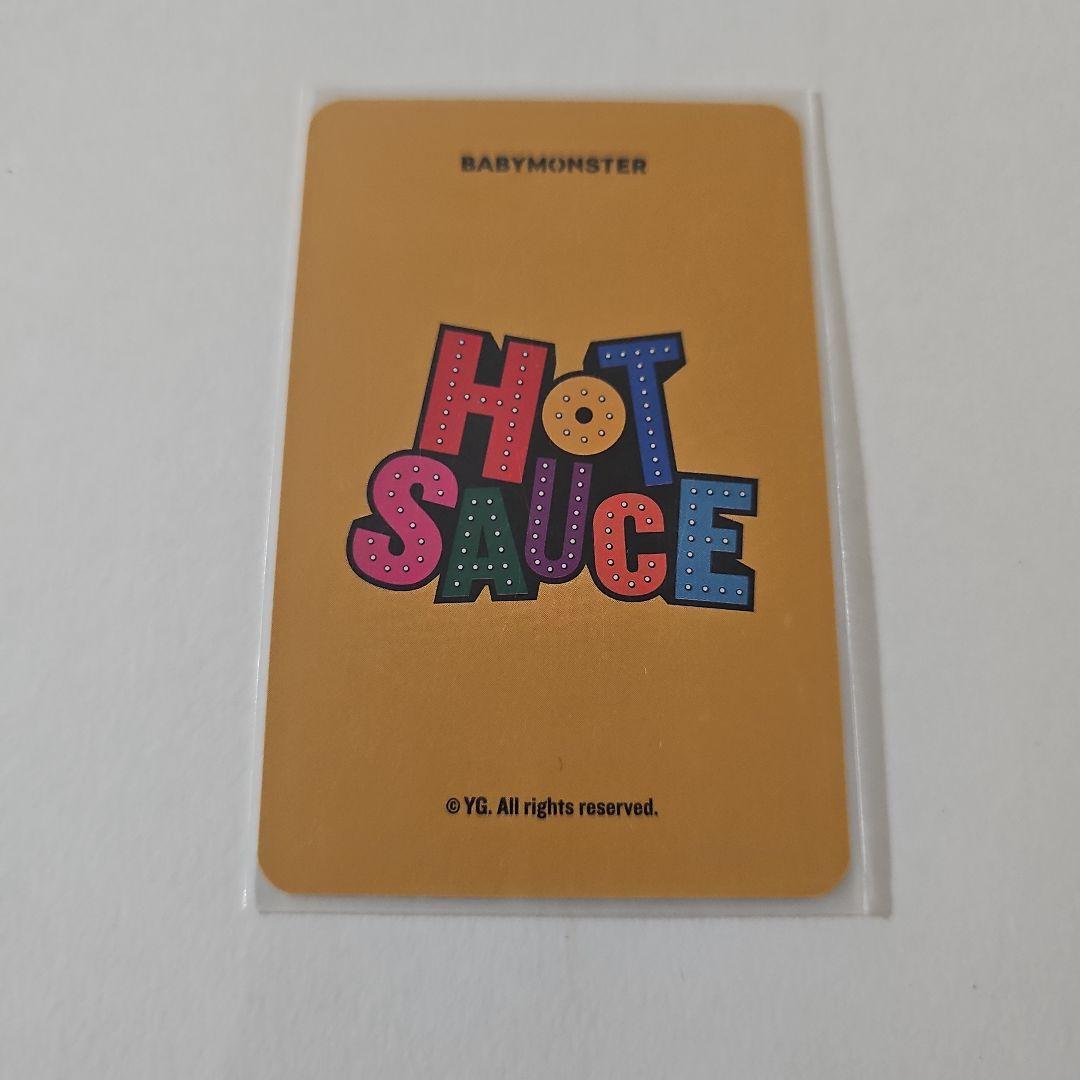 BABYMONSTER
HOT
SAUCE
© YG. All rights reserved.